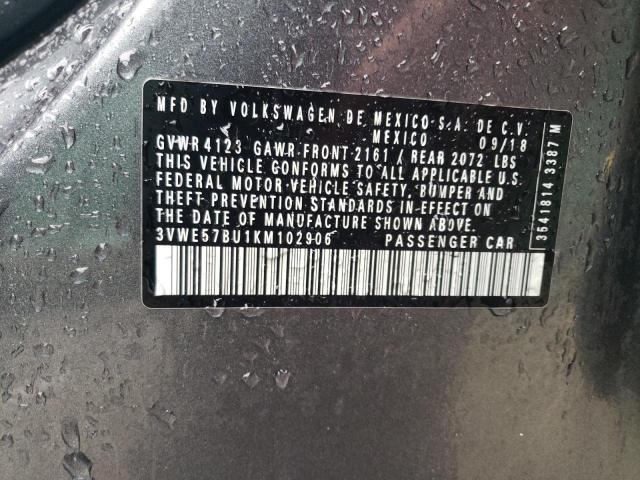 MFD BY VOLKSWAGEN DE MEXICO S.A. DE C.V.
MEXICO 09/18
GVWR 4123 GAWR FRONT 2161 / REAR 2072 LBS
THIS VEHICLE CONFORMS TO ALL APPLICABLE U.S.
FEDERAL MOTOR VEHICLE SAFETY, BUMPER AND
THEFT PREVENTION STANDARDS IN EFFECT ON
THE DATE OF MANUFACTURE SHOWN ABOVE.
3VWE57BU1KM102906 PASSENGER CAR
3641814 3387 M